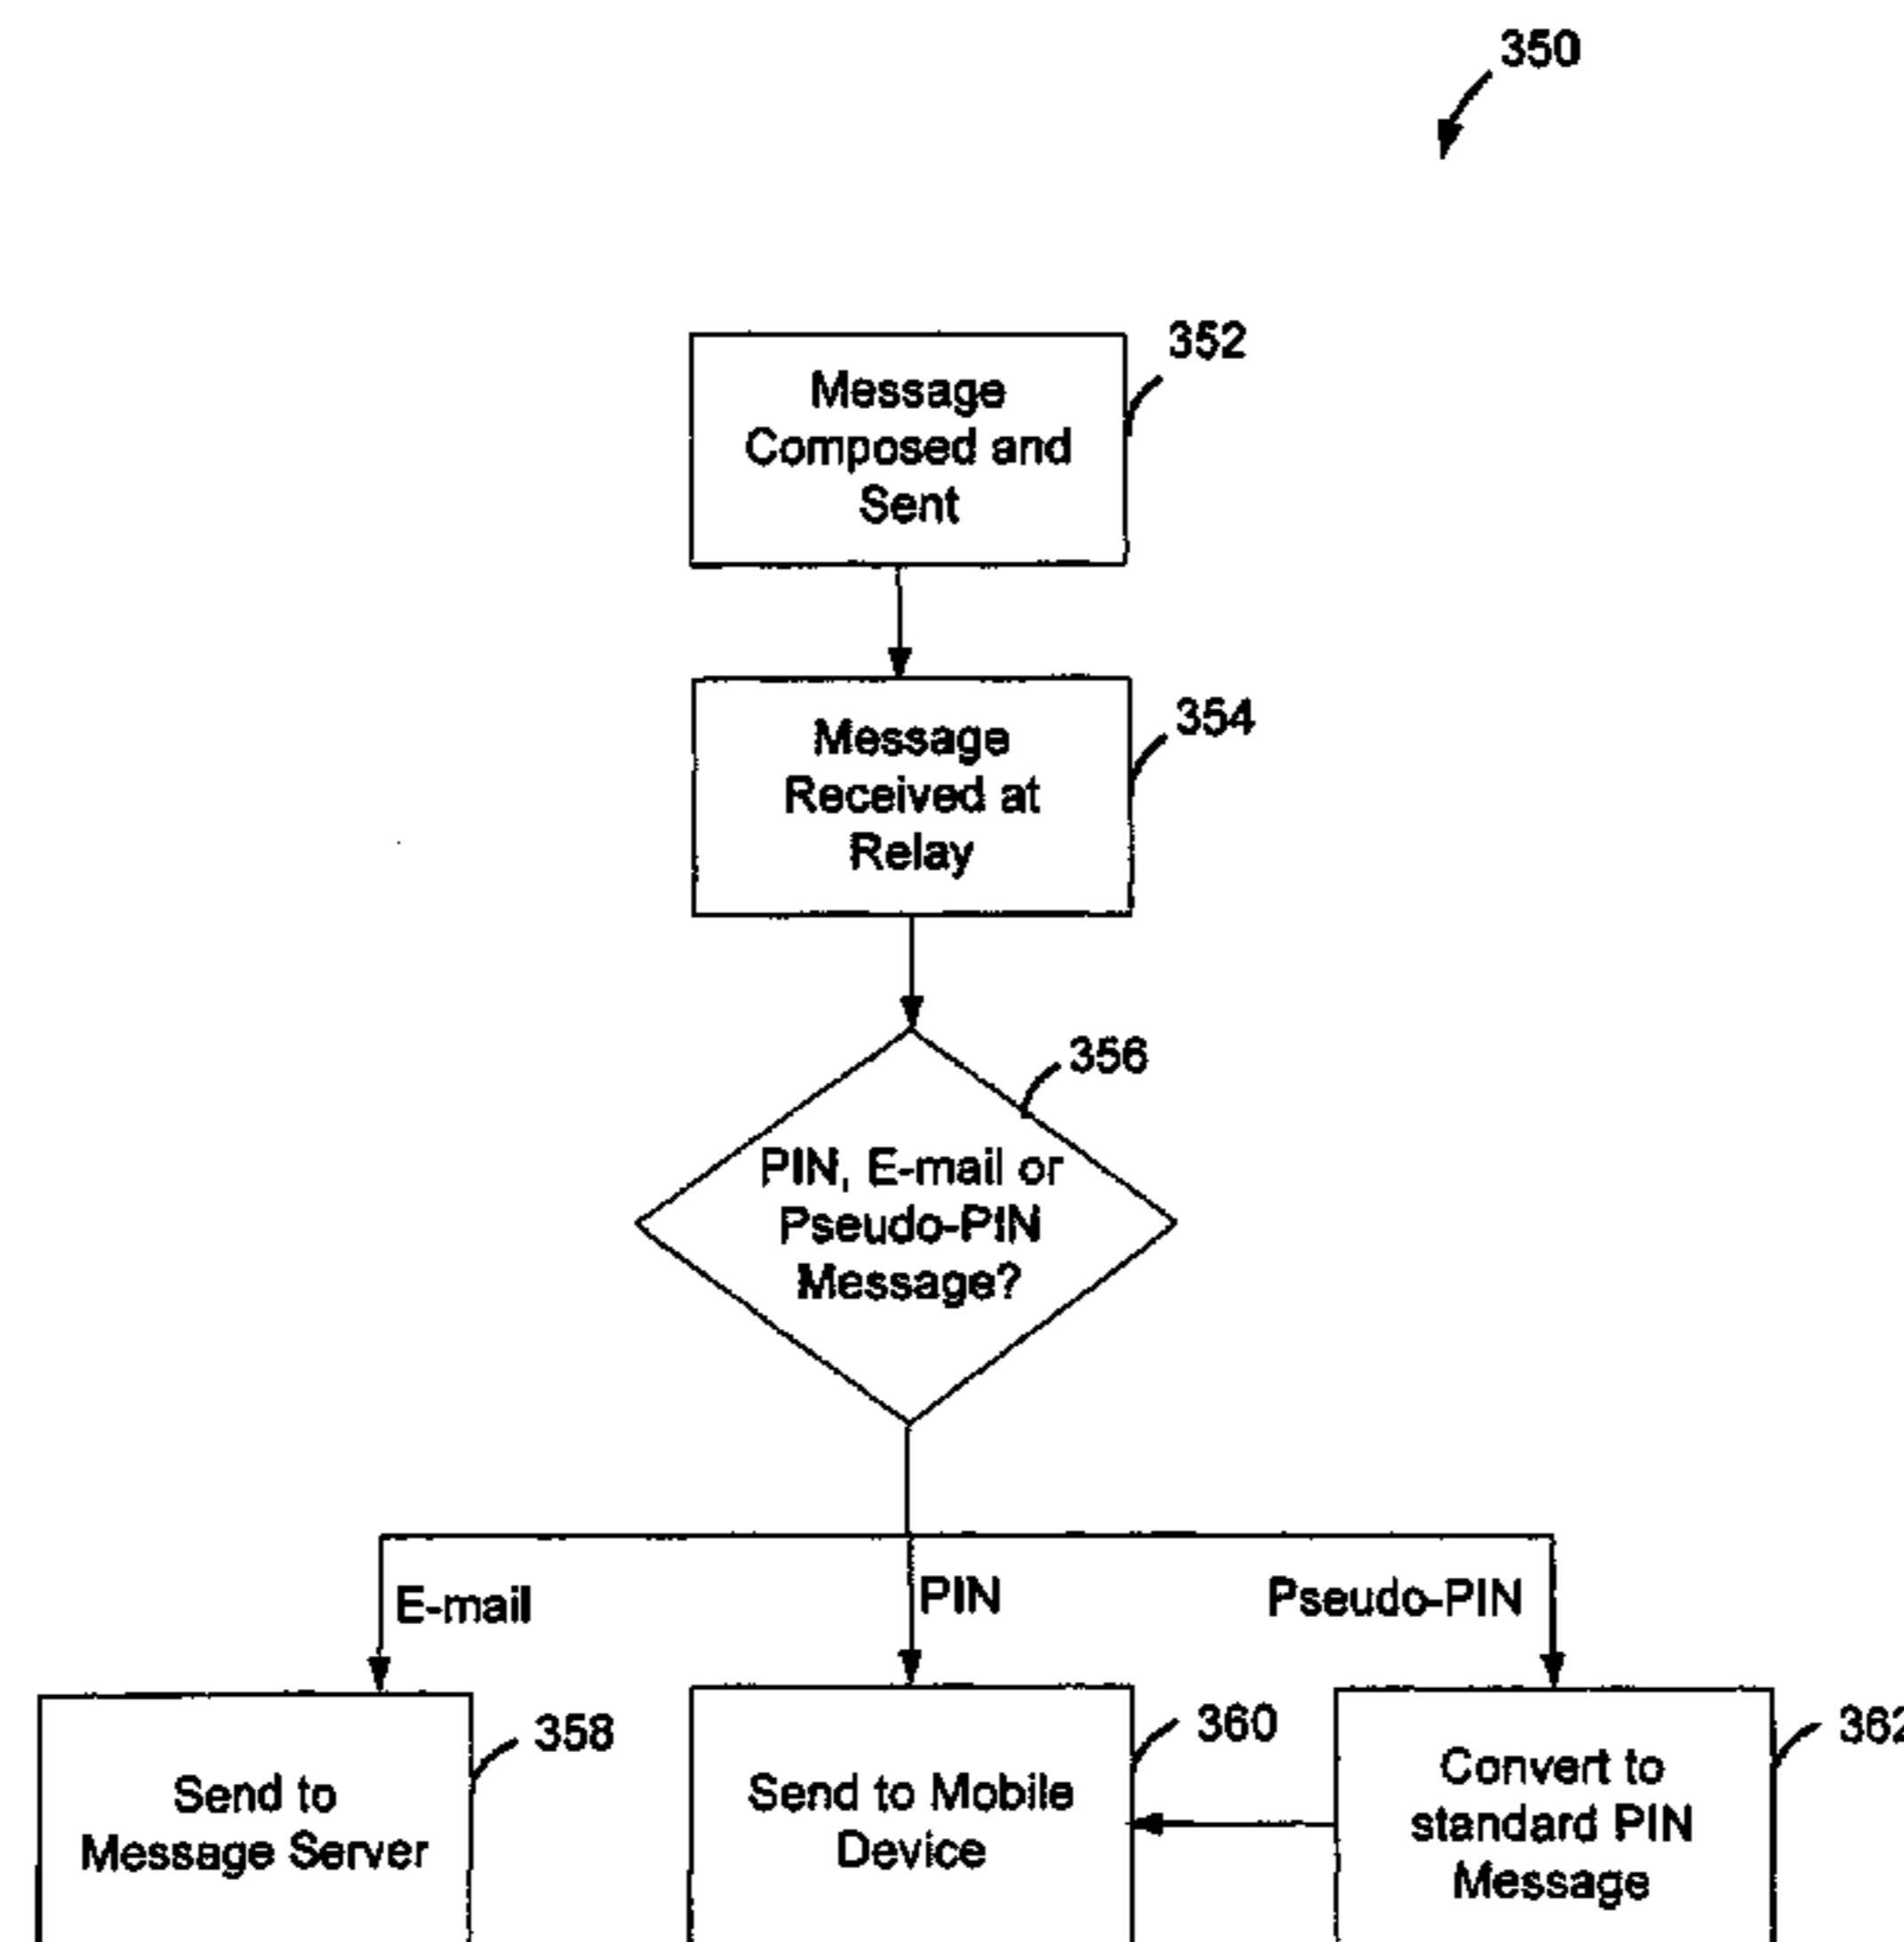 350
352
Message
Composed and
Sent
354
Message
Received at
Relay
356
PIN, E-mail or
Pseudo-PIN
Message?
E-mail
PIN
Pseudo-PIN
358
Send to
Message Server
360
Send to Mobile
Device
362
Convert to
standard PIN
Message